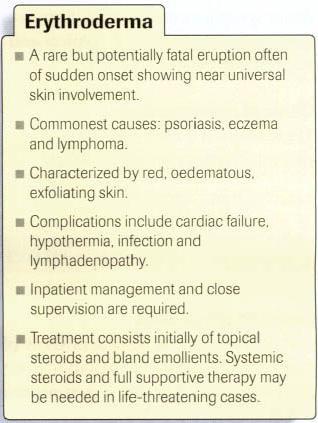 Erythroderma
■ A rare but potentially fatal eruption often
of sudden onset showing near universal
skin involvement.
■ Commonest causes: psoriasis, eczema
and lymphoma.
■ Characterized by red, oedematous,
exfoliating skin.
■ Complications include cardiac failure,
hypothermia, infection and
lymphadenopathy.
■ Inpatient management and close
supervision are required.
■ Treatment consists initially of topical
steroids and bland emollients. Systemic
steroids and full supportive therapy may
be needed in life-threatening cases.